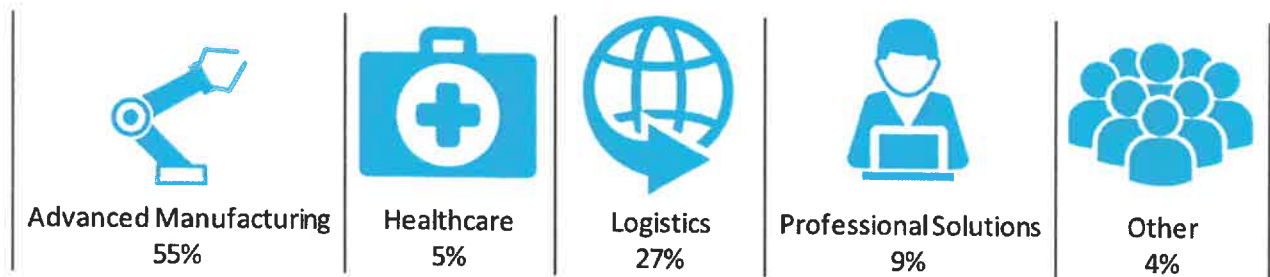 Advanced Manufacturing
55%
Healthcare
5%
Logistics
27%
Professional Solutions
9%
Other
4%